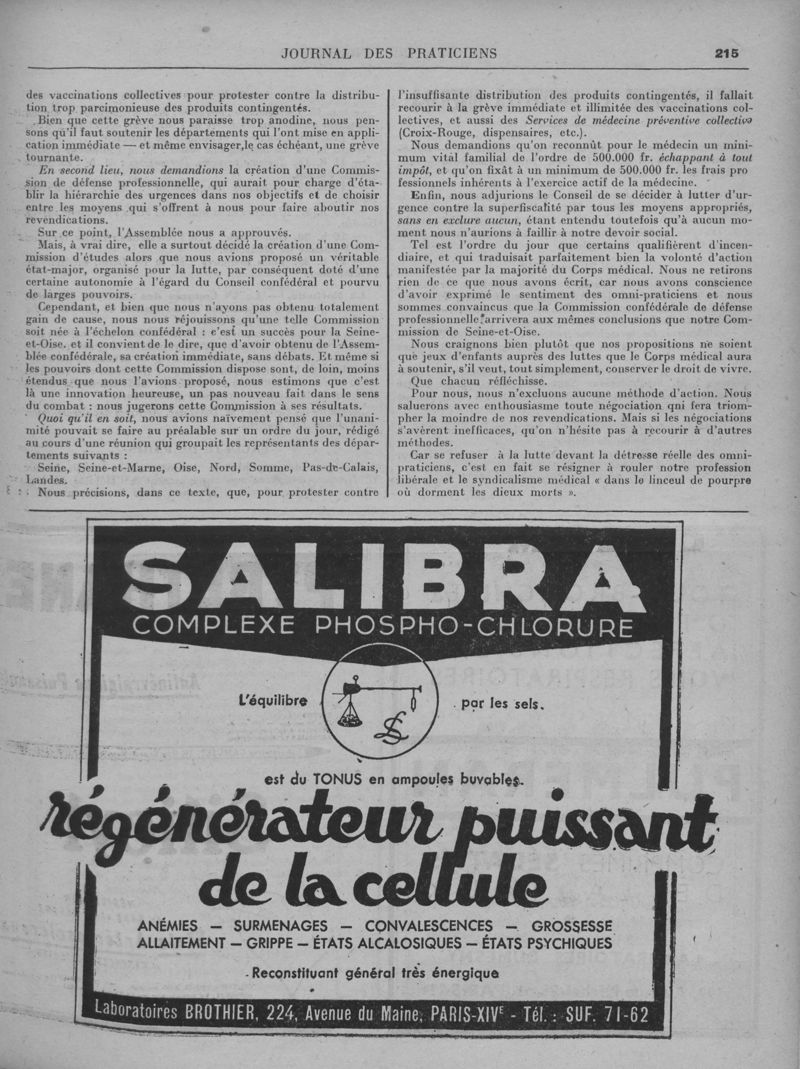 JOURNAL DES PRATICIENS 215
des vaccinations collectives pour protester contre la distribu-
tion trop parcimonieuse des produits contingentés.
Bien que cette grève nous paraisse trop anodine, nous pen-
sons qu'il faut soutenir les départements qui l'ont mise en appli-
cation immédiate — et même envisager, le cas échéant, une grève
tournante.
En second lieu, nous demandions la création d'une Commis-
sion de défense professionnelle, qui aurait pour charge d'éta-
blir la hiérarchie des urgences dans nos objectifs et de choisir
entre les moyens qui s'offrent à nous pour faire aboutir nos
revendications.
Sur ce point, l'Assemblée nous a approuvés.
Mais, à vrai dire, elle a surtout décidé la création d'une Com-
mission d'études alors que nous avions proposé un véritable
état-major, organisé pour la lutte, par conséquent doté d'une
certaine autonomie à l'égard du Conseil confédéral et pourvu
de larges pouvoirs.
Cependant, et bien que nous n'ayons pas obtenu totalement
gain de cause, nous nous réjouissons qu'une telle Commission
soit née à l'échelon confédéral : c'est un succès pour la Seine-
et-Oise. et il convient de le dire, que d'avoir obtenu de l'Assem-
blée confédérale, sa création immédiate, sans débats. Et même si
les pouvoirs dont cette Commission dispose sont, de loin, moins
étendus que nous l'avions proposé, nous estimons que c'est
là une innovation heureuse, un pas nouveau fait dans le sens
du combat : nous jugerons cette Commission à ses résultats.
Quoi qu'il en soit, nous avions naïvement pensé que l'unani-
mité pouvait se faire au préalable sur un ordre du jour, rédigé
au cours d'une réunion qui groupait les représentants des dépar-
tements suivants :
Seine, Seine-et-Marne, Oise, Nord, Somme, Pas-de-Calais,
Landes.
Nous précisions, dans ce texte, que, pour protester contre
l'insuffisante distribution des produits contingentés, il fallait
recourir à la grève immédiate et illimitée des vaccinations col-
lectives, et aussi des Services de médecine préventive collective
(Croix-Rouge, dispensaires, etc.).
Nous demandions qu'on reconnût pour le médecin un mini-
mum vital familial de l'ordre de 500.000 fr. échappant à tout
impôt, et qu'on fixât à un minimum de 500.000 fr. les frais pro
fessionnels inhérents à l'exercice actif de la médecine.
Enfin, nous adjurions le Conseil de se décider à lutter d'ur-
gence contre la superfiscalité par tous les moyens appropriés,
sans en exclure aucun, étant entendu toutefois qu'à aucun mo-
ment nous n'aurions à faillir à notre devoir social.
Tel est l'ordre du jour que certains qualifièrent d'incen-
diaire, et qui traduisait parfaitement bien la volonté d'action
manifestée par la majorité du Corps médical. Nous ne retirons
rien de ce que nous avons écrit, car nous avons conscience
d'avoir exprimé le sentiment des omni-praticiens et nous
sommes convaincus que la Commission confédérale de défense
professionnelle arrivera aux mêmes conclusions que notre Com-
mission de Seine-et-Oise.
Nous craignons bien plutôt que nos propositions ne soient
que jeux d'enfants auprès des luttes que le Corps médical aura
à soutenir, s'il veut, tout simplement, conserver le droit de vivre.
Que chacun réfléchisse.
Pour nous, nous n'excluons aucune méthode d'action. Nous
saluerons avec enthousiasme toute négociation qui fera triom-
pher la moindre de nos revendications. Mais si les négociations
s'avèrent inefficaces, qu'on n'hésite pas à recourir à d'autres
méthodes.
Car se refuser à la lutte devant la détresse réelle des omni-
praticiens, c'est en fait se résigner à rouler notre profession
libérale et le syndicalisme médical « dans le linceul de pourpre
où dorment les dieux morts ».
SALIBRA
COMPLEXE PHOSPHO-CHLORURE
L'équilibre par les sels.
est du TONUS en ampoules buvables.
régénérateur puissant
de la cellule
ANÉMIES — SURMENAGES — CONVALESCENCES — GROSSESSE
ALLAITEMENT — GRIPPE — ÉTATS ALCALOSIQUES — ÉTATS PSYCHIQUES
Reconstituant général très énergique
Laboratoires BROTHIER, 224, Avenue du Maine, PARIS-XIVE - Tél. : SUF. 71-62